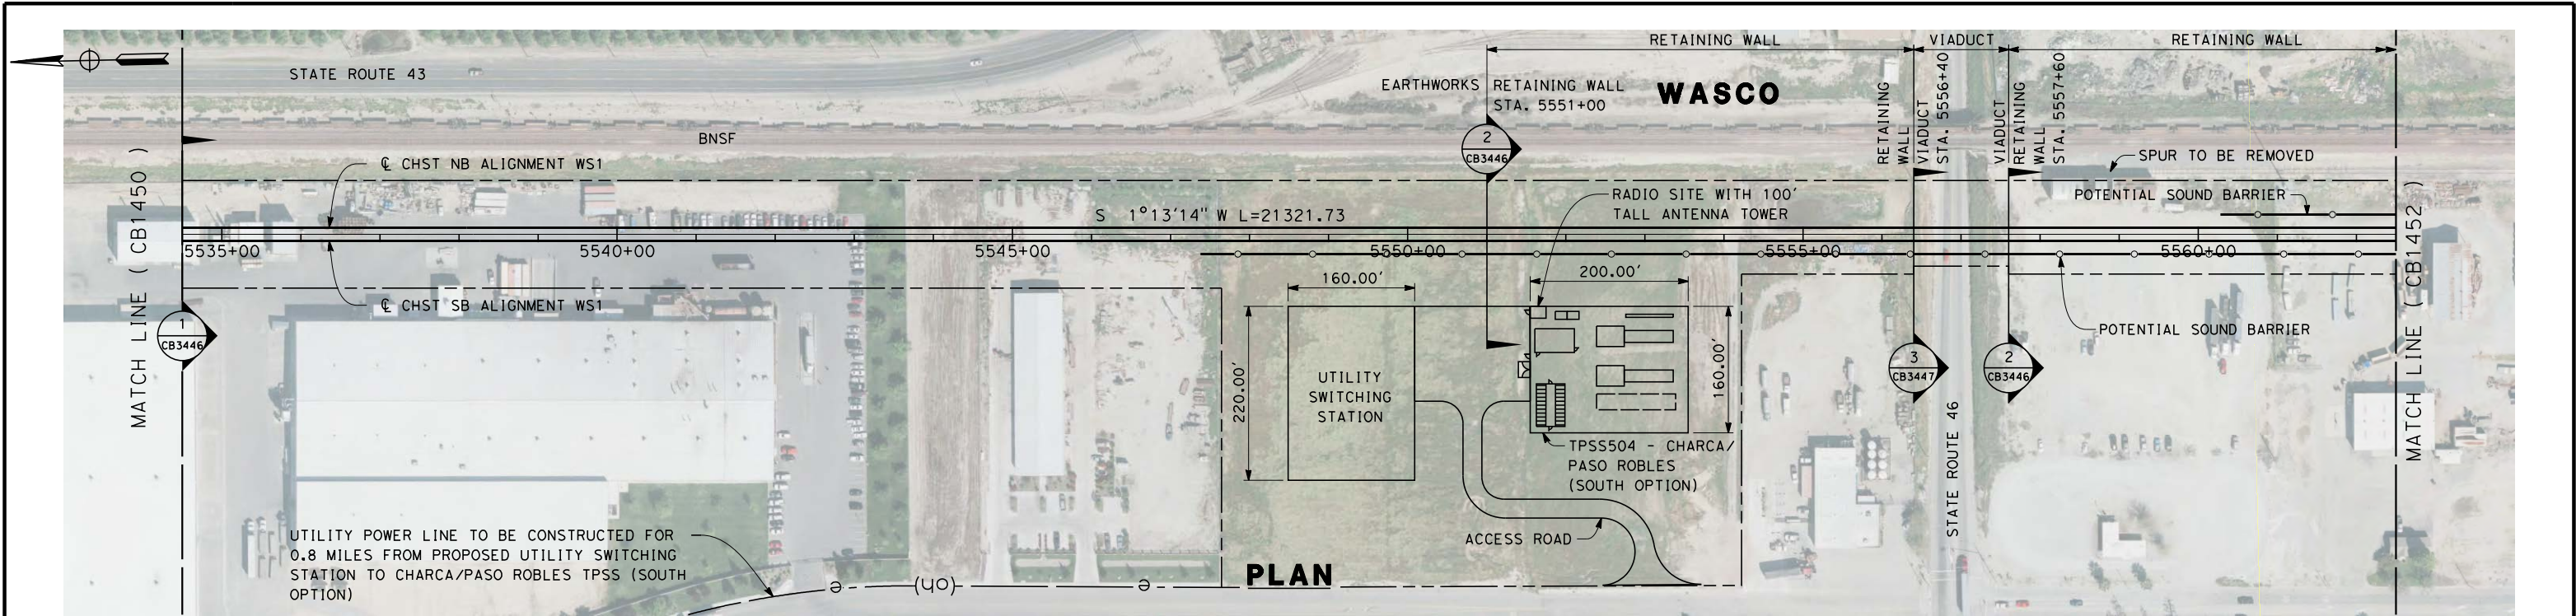 RETAINING WALL
VIADUCT
RETAINING WALL
STATE ROUTE 43
EARTHWORKS
RETAINING WALL
STA. 5551+00
WASCO
RETAINING
WALL
VIADUCT
STA. 5556+40
VIADUCT
RETAINING
WALL
STA. 5557+60
BNSF
2
CB3446
℄ CHST NB ALIGNMENT WS1
SPUR TO BE REMOVED
RADIO SITE WITH 100'
TALL ANTENNA TOWER
POTENTIAL SOUND BARRIER
MATCH LINE ( CB1450 )
MATCH LINE ( CB1452 )
S 1°13'14" W L=21321.73
5535+00
5540+00
5545+00
5550+00
5555+00
5560+00
160.00'
200.00'
℄ CHST SB ALIGNMENT WS1
1
CB3446
POTENTIAL SOUND BARRIER
220.00'
UTILITY
SWITCHING
STATION
160.00'
3
CB3447
2
CB3446
STATE ROUTE 46
TPSS504 - CHARCA/
PASO ROBLES
(SOUTH OPTION)
UTILITY POWER LINE TO BE CONSTRUCTED FOR
0.8 MILES FROM PROPOSED UTILITY SWITCHING
STATION TO CHARCA/PASO ROBLES TPSS (SOUTH
OPTION)
ACCESS ROAD
PLAN
e
(oh)
e